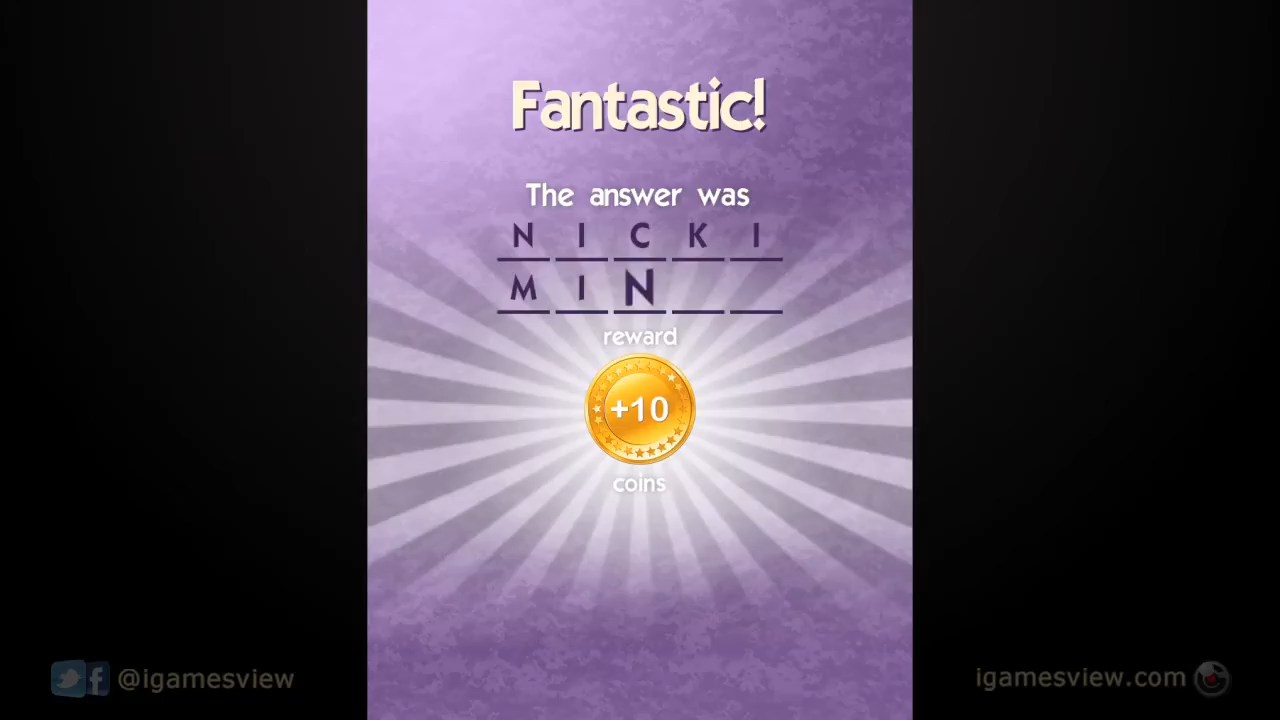 Fantastic!
The answer was
N I C K I
M I N
reward
+10
coins
@igamesview
igamesview.com